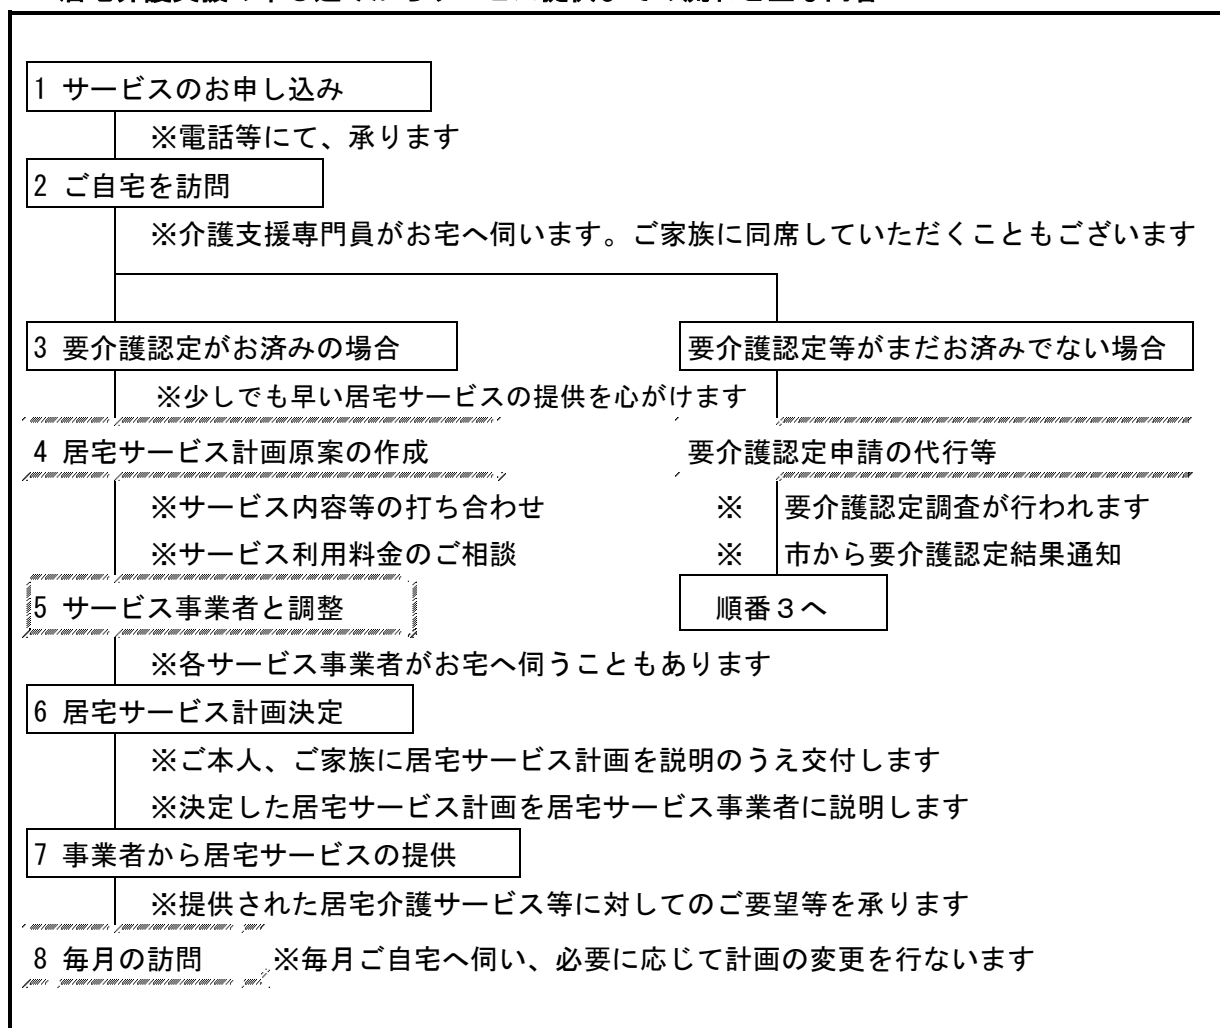 1 サービスのお申し込み
※電話等にて、承ります
2 ご自宅を訪問
※介護支援専門員がお宅へ伺います。ご家族に同席していただくこともございます
3 要介護認定がお済みの場合
要介護認定等がまだお済みでない場合
※少しでも早い居宅サービスの提供を心がけます
4 居宅サービス計画原案の作成
要介護認定申請の代行等
※サービス内容等の打ち合わせ
※ 要介護認定調査が行われます
※サービス利用料金のご相談
※ 市から要介護認定結果通知
5 サービス事業者と調整
順番３へ
※各サービス事業者がお宅へ伺うこともあります
6 居宅サービス計画決定
※ご本人、ご家族に居宅サービス計画を説明のうえ交付します
※決定した居宅サービス計画を居宅サービス事業者に説明します
7 事業者から居宅サービスの提供
※提供された居宅介護サービス等に対してのご要望等を承ります
8 毎月の訪問 ※毎月ご自宅へ伺い、必要に応じて計画の変更を行ないます